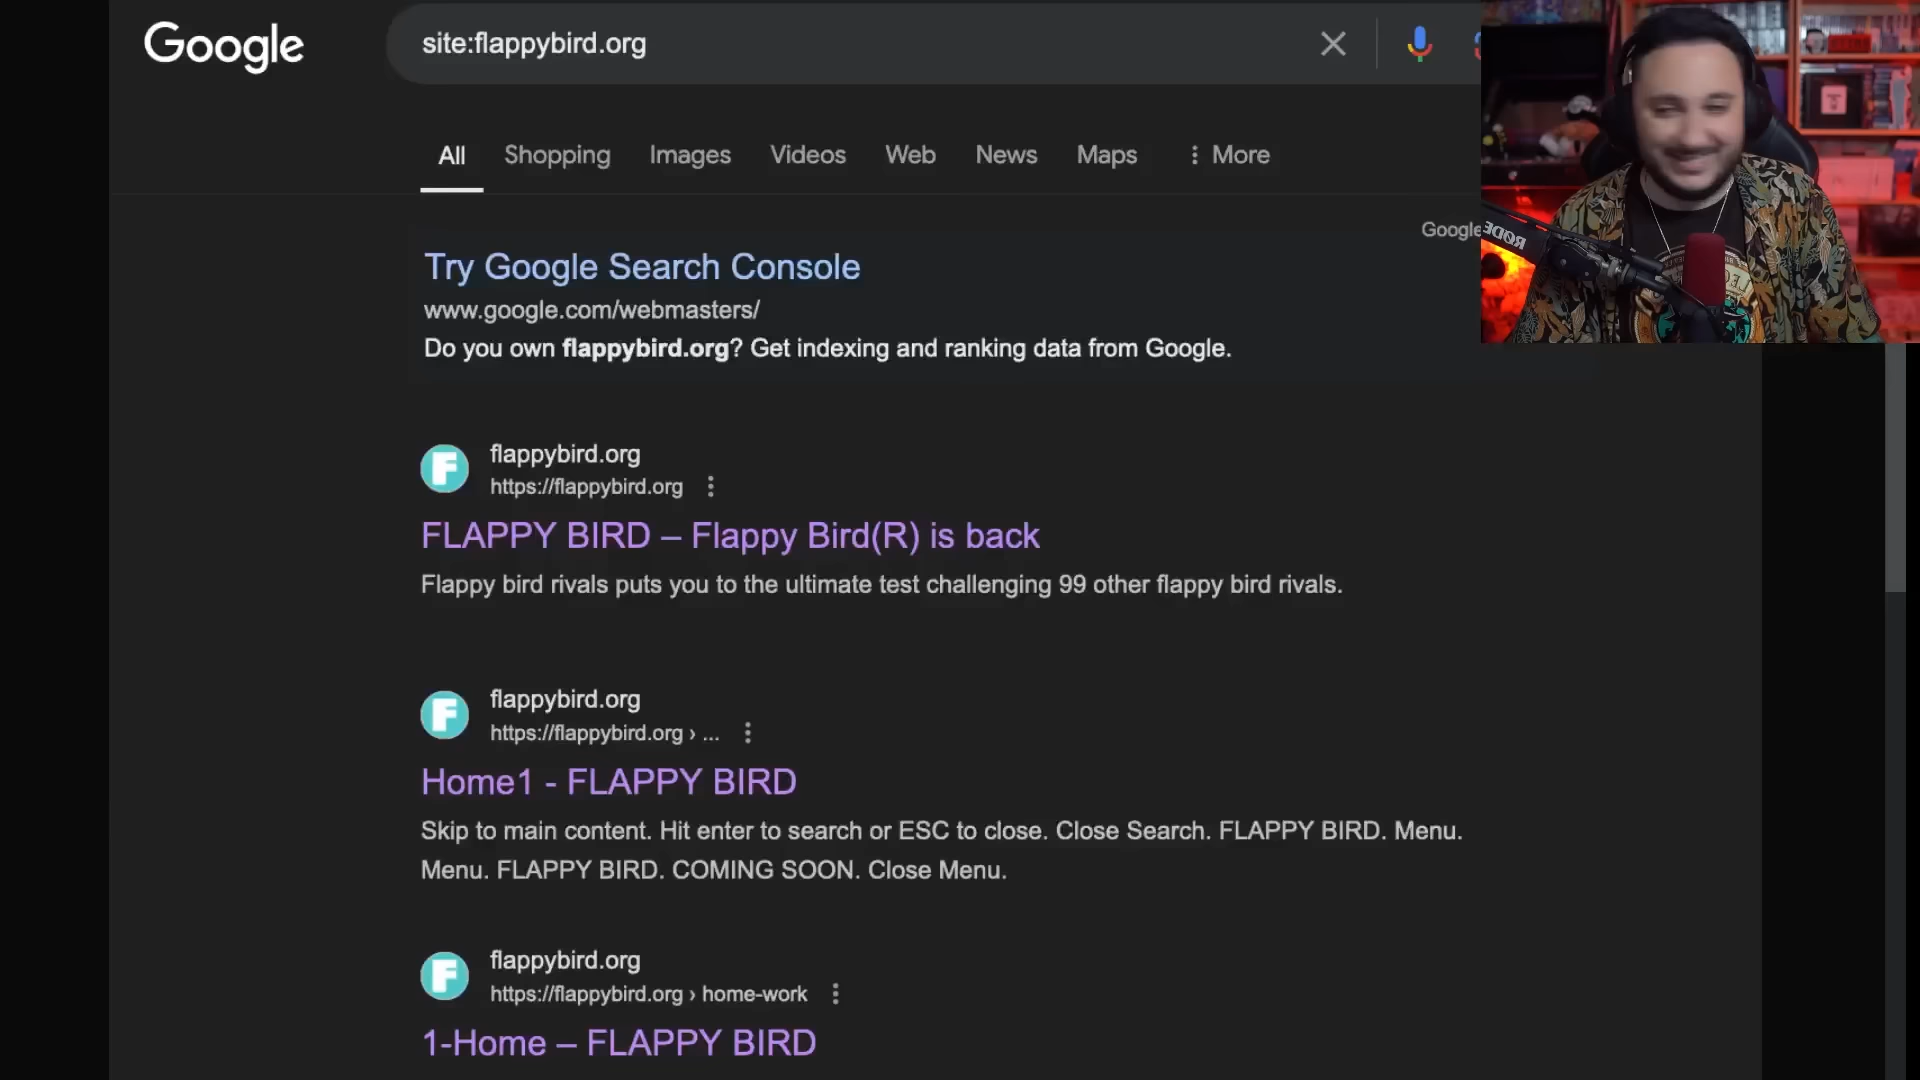 Google
site:flappybird.org
All
Shopping
Images
Videos
Web
News
Maps
More
Google
Try Google Search Console
www.google.com/webmasters/
Do you own flappybird.org? Get indexing and ranking data from Google.
flappybird.org
https://flappybird.org
FLAPPY BIRD – Flappy Bird(R) is back
Flappy bird rivals puts you to the ultimate test challenging 99 other flappy bird rivals.
flappybird.org
https://flappybird.org › ...
Home1 - FLAPPY BIRD
Skip to main content. Hit enter to search or ESC to close. Close Search. FLAPPY BIRD. Menu.
Menu. FLAPPY BIRD. COMING SOON. Close Menu.
flappybird.org
https://flappybird.org › home-work
1-Home – FLAPPY BIRD
F
F
F
RØDE